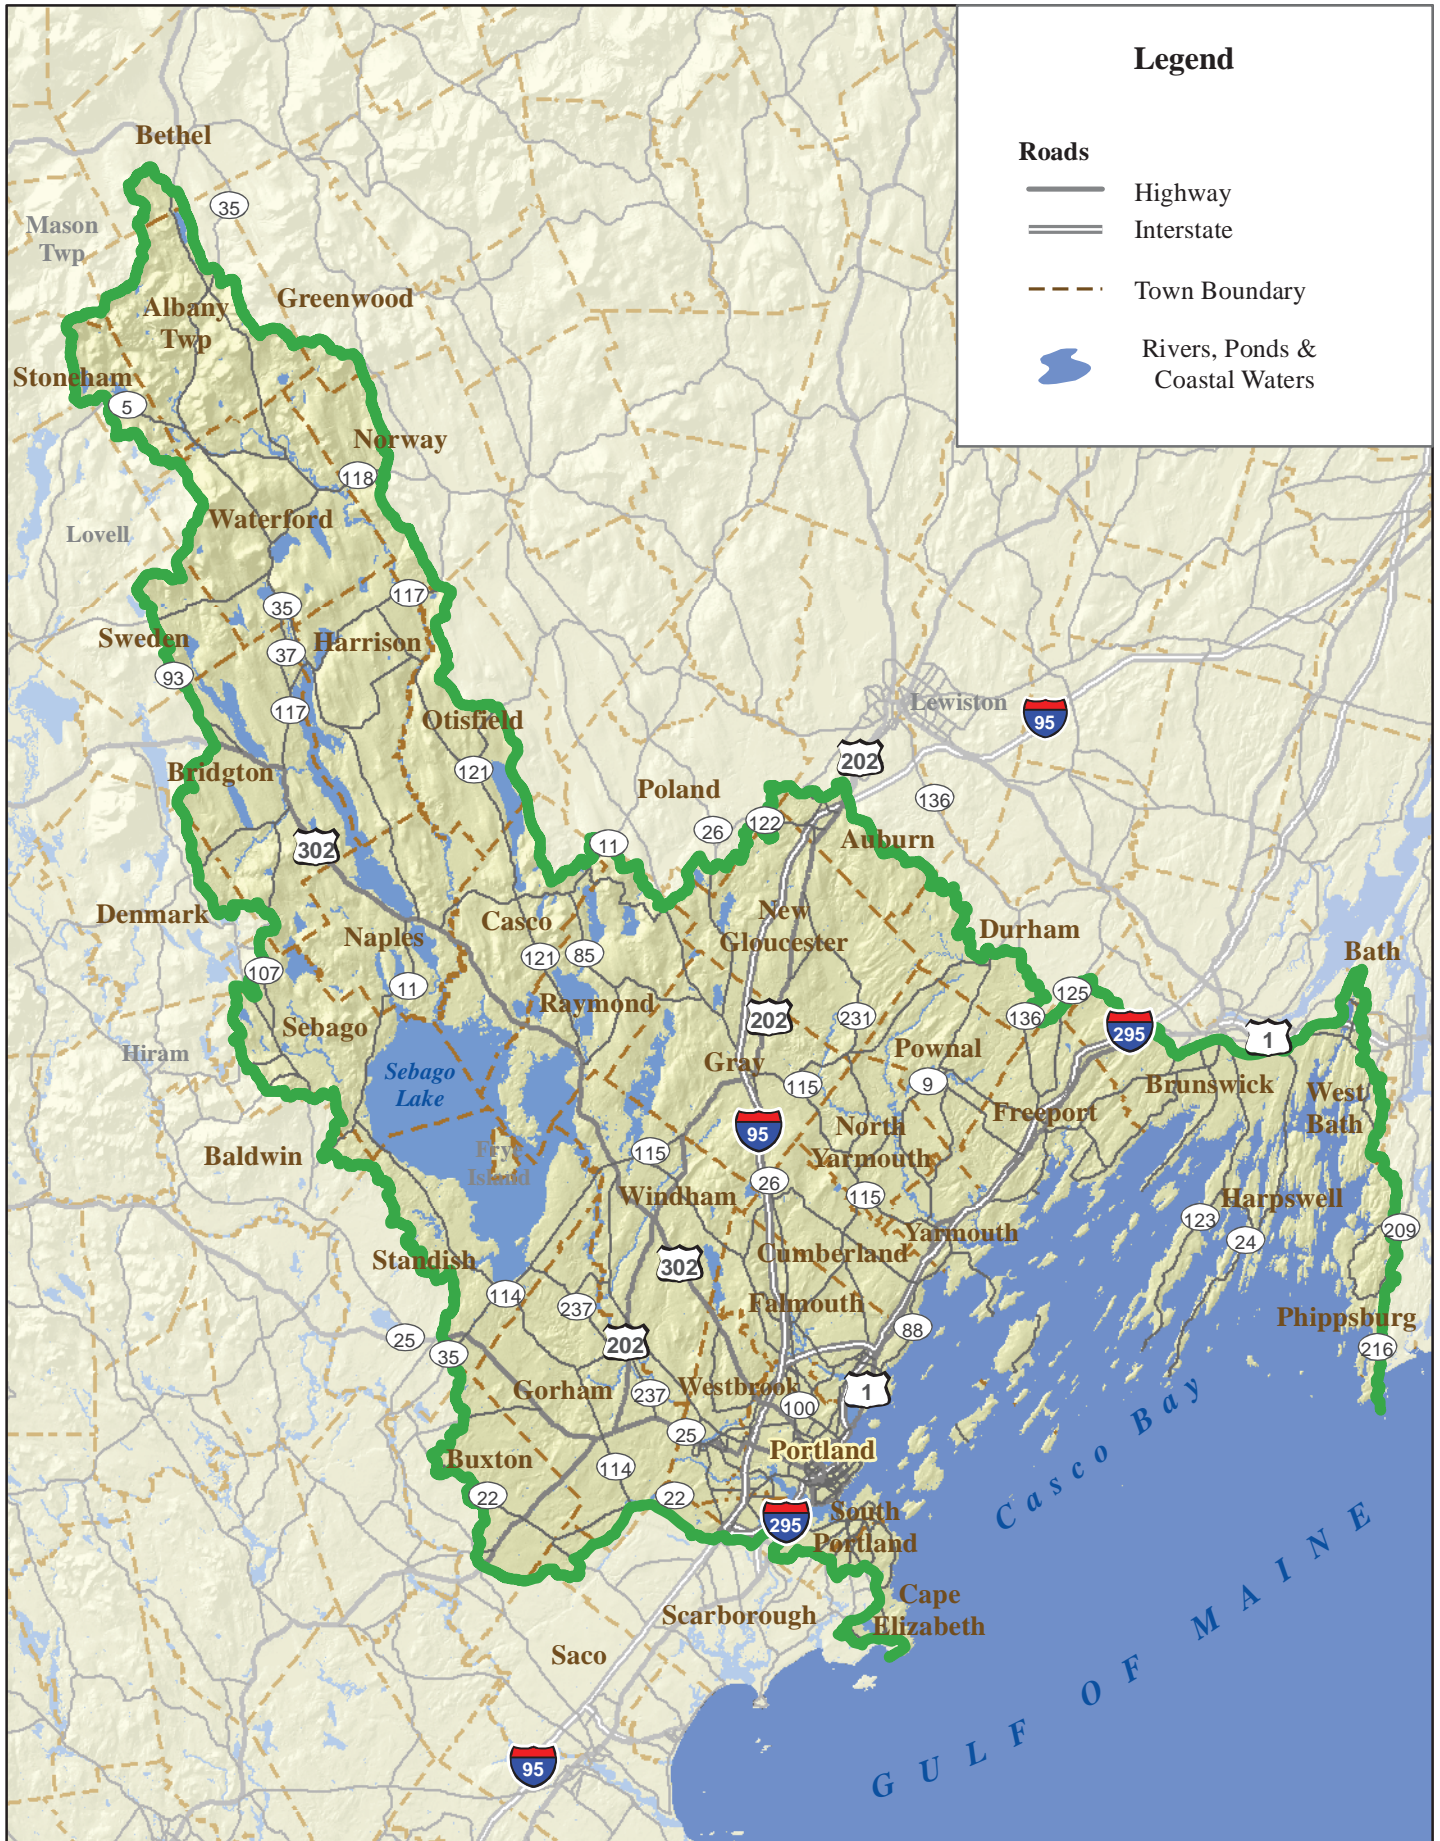 Legend
Roads
Highway
Interstate
Town Boundary
Rivers, Ponds &
Coastal Waters
Bethel
35
Mason
Twp
Greenwood
Albany
Twp
Stoneham
5
Norway
118
Waterford
Lovell
117
35
Sweden
Harrison
37
93
117
Lewiston
95
Otisfield
202
Bridgton
121
Poland
136
122
26
Auburn
11
302
Denmark
Casco
New
Gloucester
Durham
Naples
Bath
121
85
107
11
125
Raymond
202
231
136
295
1
Sebago
Hiram
Gray
Pownal
Sebago
Lake
115
9
Brunswick
West
Bath
Freeport
95
North
Yarmouth
Baldwin
Frye
Island
115
26
115
Windham
Harpswell
123
209
24
Yarmouth
Standish
302
Cumberland
114
237
Falmouth
Phippsburg
88
25
35
202
216
Gorham
237
Westbrook
1
100
Casco Bay
25
Portland
Buxton
114
22
22
295
South
Portland
GULF OF MAINE
Cape
Elizabeth
Scarborough
Saco
95